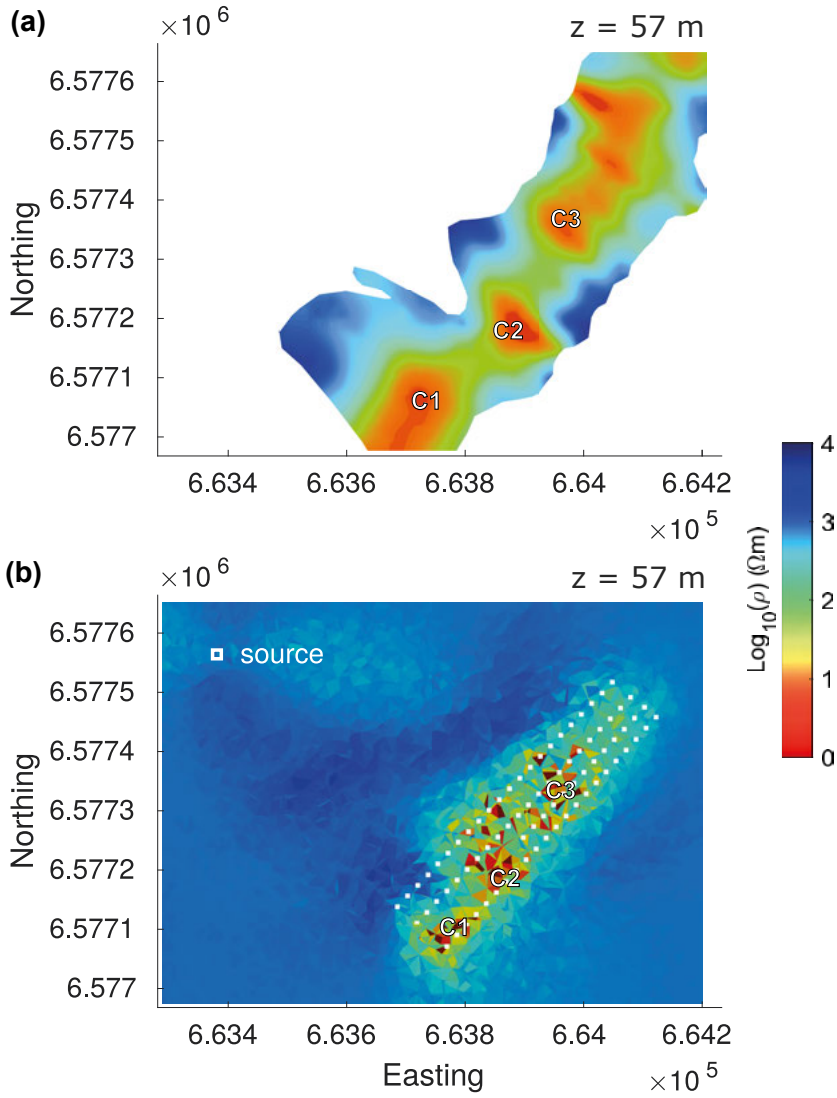 (a)
× 10^6
z = 57 m
6.5776
6.5775
6.5774
6.5773
6.5772
6.5771
6.577
Northing
C3
C2
C1
6.634
6.636
6.638
6.64
6.642
× 10^5
(b)
× 10^6
z = 57 m
6.5776
6.5775
6.5774
6.5773
6.5772
6.5771
6.577
Northing
source
C3
C2
C1
6.634
6.636
6.638
6.64
6.642
Easting
× 10^5
4
3
2
1
0
Log₁₀(ρ) (Ωm)